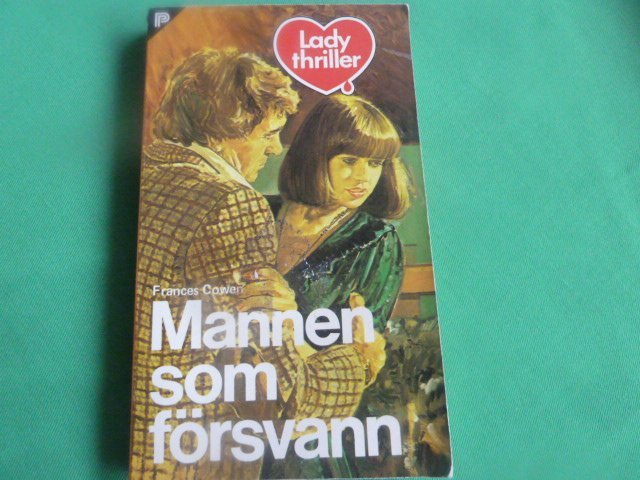 P
Lady
thriller
Frances Cowen
Mannen
som
försvann